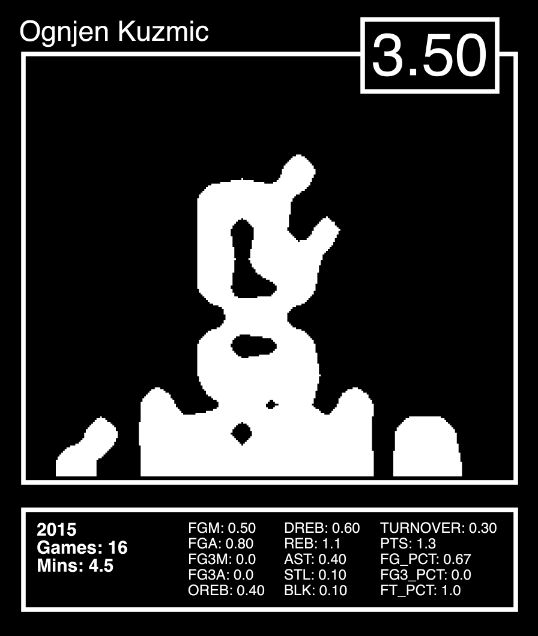 Ognjen Kuzmic
3.50
2015
Games: 16
Mins: 4.5
FGM: 0.50
FGA: 0.80
FG3M: 0.0
FG3A: 0.0
OREB: 0.40
DREB: 0.60
REB: 1.1
AST: 0.40
STL: 0.10
BLK: 0.10
TURNOVER: 0.30
PTS: 1.3
FG_PCT: 0.67
FG3_PCT: 0.0
FT_PCT: 1.0